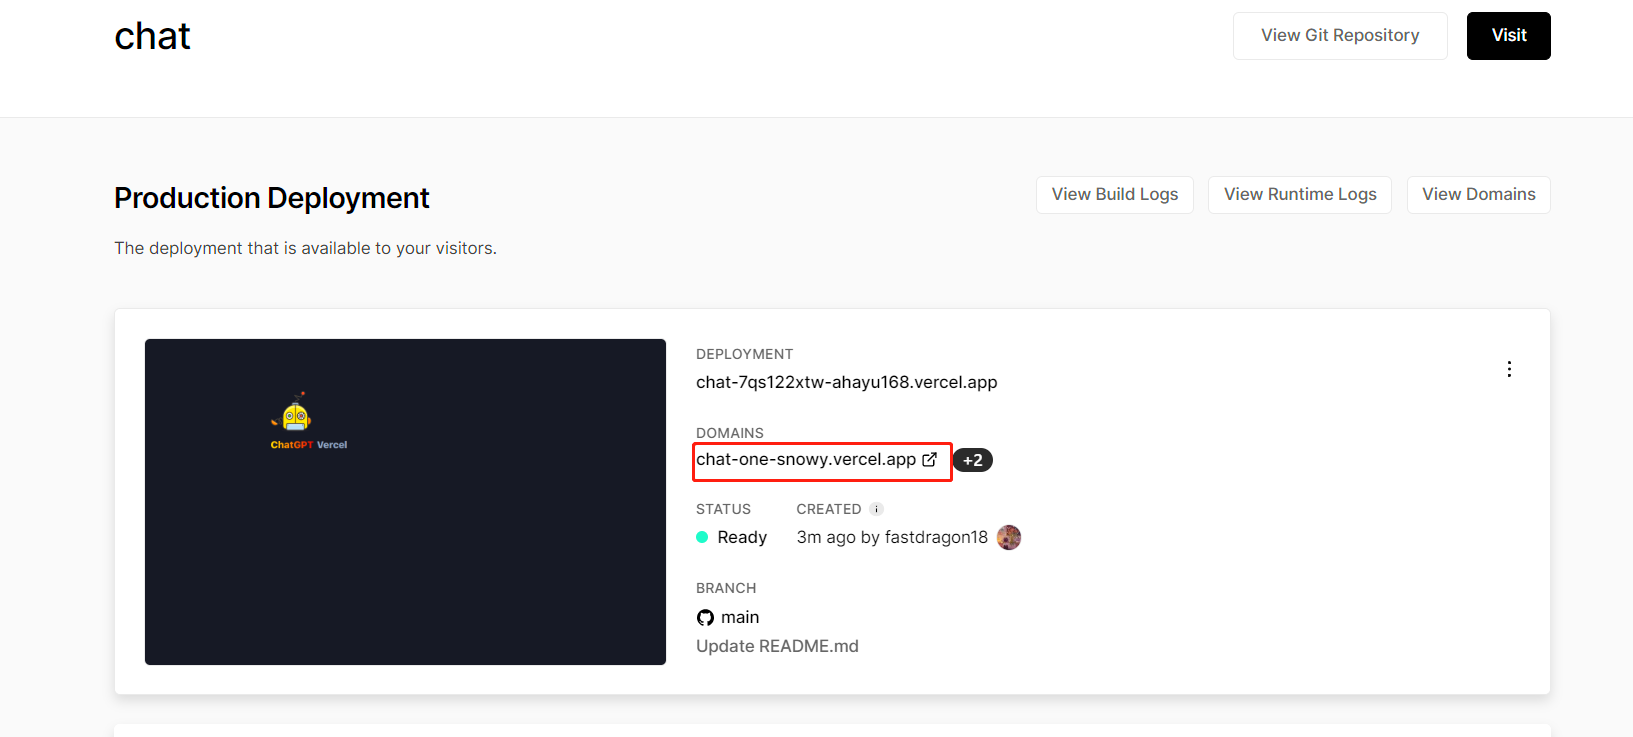 chat
View Git Repository
Visit
Production Deployment
View Build Logs
View Runtime Logs
View Domains
The deployment that is available to your visitors.
DEPLOYMENT
chat-7qs122xtw-ahayu168.vercel.app
DOMAINS
chat-one-snowy.vercel.app
+2
STATUS
CREATED
Ready
3m ago by fastdragon18
BRANCH
main
Update README.md
ChatGPT Vercel